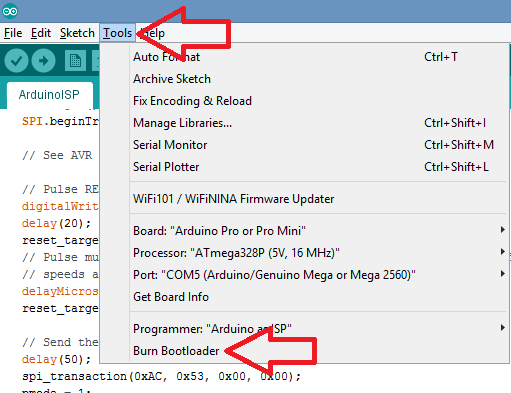 File Edit Sketch Tools Help
ArduinoISP
Auto Format Ctrl+T
Archive Sketch
Fix Encoding & Reload
Manage Libraries... Ctrl+Shift+I
Serial Monitor Ctrl+Shift+M
Serial Plotter Ctrl+Shift+L
WiFi101 / WiFiNINA Firmware Updater
Board: "Arduino Pro or Pro Mini"
Processor: "ATmega328P (5V, 16 MHz)"
Port: "COM5 (Arduino/Genuino Mega or Mega 2560)"
Get Board Info
Programmer: "Arduino as ISP"
Burn Bootloader
SPI.beginTr
// See AVR
// Pulse RE
digitalWrit
delay(20);
reset_targe
// Pulse mu
// speeds a
delayMicros
reset_targe
// Send the
delay(50);
spi_transaction(0xAC, 0x53, 0x00, 0x00);
pmode = 1;